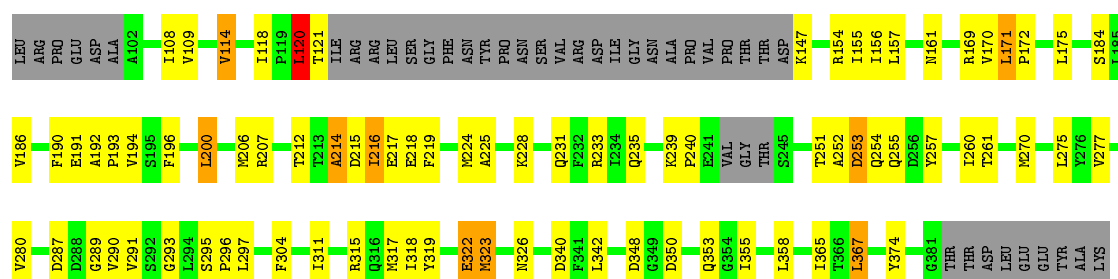 LEU ARG PRO GLU ASP ALA A102 I108 V109 V114 I118 P119 L120 T121 ILE ARG ARG LEU SER GLY PHE ASN TYR PRO ASN SER VAL ARG ASP ILE GLY ASN ALA PRO VAL PRO THR THR ASP K147 R154 I155 I156 L157 N161 R169 V170 L171 P172 L175 S184 L185
V186 F190 E191 A192 P193 V194 S195 F196 L200 M206 R207 T212 T213 A214 D215 I216 E217 E218 F219 M224 A225 K228 Q231 F232 R233 I234 Q235 K239 P240 E241 VAL GLY THR S245 T251 A252 D253 Q254 Q255 D256 Y257 I260 T261 M270 L275 Y276 V277
V280 D287 D288 G289 V290 V291 S292 G293 L294 S295 P296 L297 F304 I311 R315 Q316 M317 I318 Y319 E322 M323 N326 D340 F341 L342 D348 G349 D350 Q353 G354 I355 L358 I365 T366 L367 Y374 G381 THR THR ASP LEU GLU GLU TYR ALA LYS